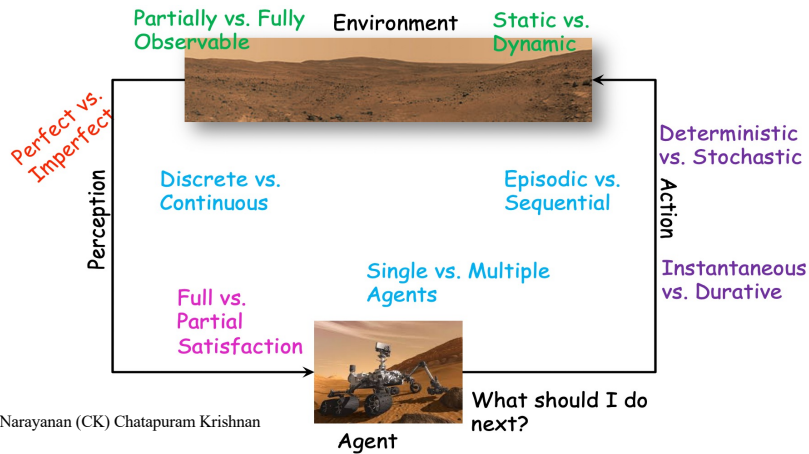 Partially vs. Fully
Observable
Environment
Static vs.
Dynamic
Perfect vs.
Imperfect
Perception
Discrete vs.
Continuous
Episodic vs.
Sequential
Deterministic
vs. Stochastic
Action
Single vs. Multiple
Agents
Instantaneous
vs. Durative
Full vs.
Partial
Satisfaction
What should I do
next?
Narayanan (CK) Chatapuram Krishnan
Agent